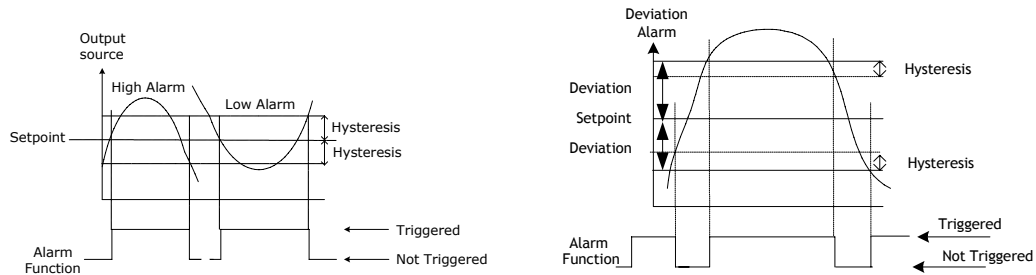 Output
source
High Alarm
Low Alarm
Setpoint
Hysteresis
Hysteresis
Triggered
Alarm
Function
Not Triggered
Deviation
Alarm
Hysteresis
Deviation
Setpoint
Deviation
Hysteresis
Triggered
Alarm
Function
Not Triggered